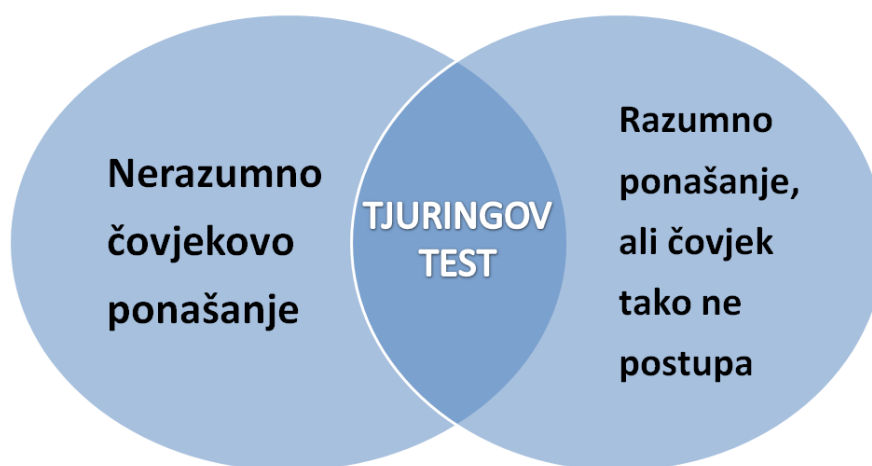 Nerazumno
čovjekovo
ponašanje
TJURINGOV
TEST
Razumno
ponašanje,
ali čovjek
tako ne
postupa